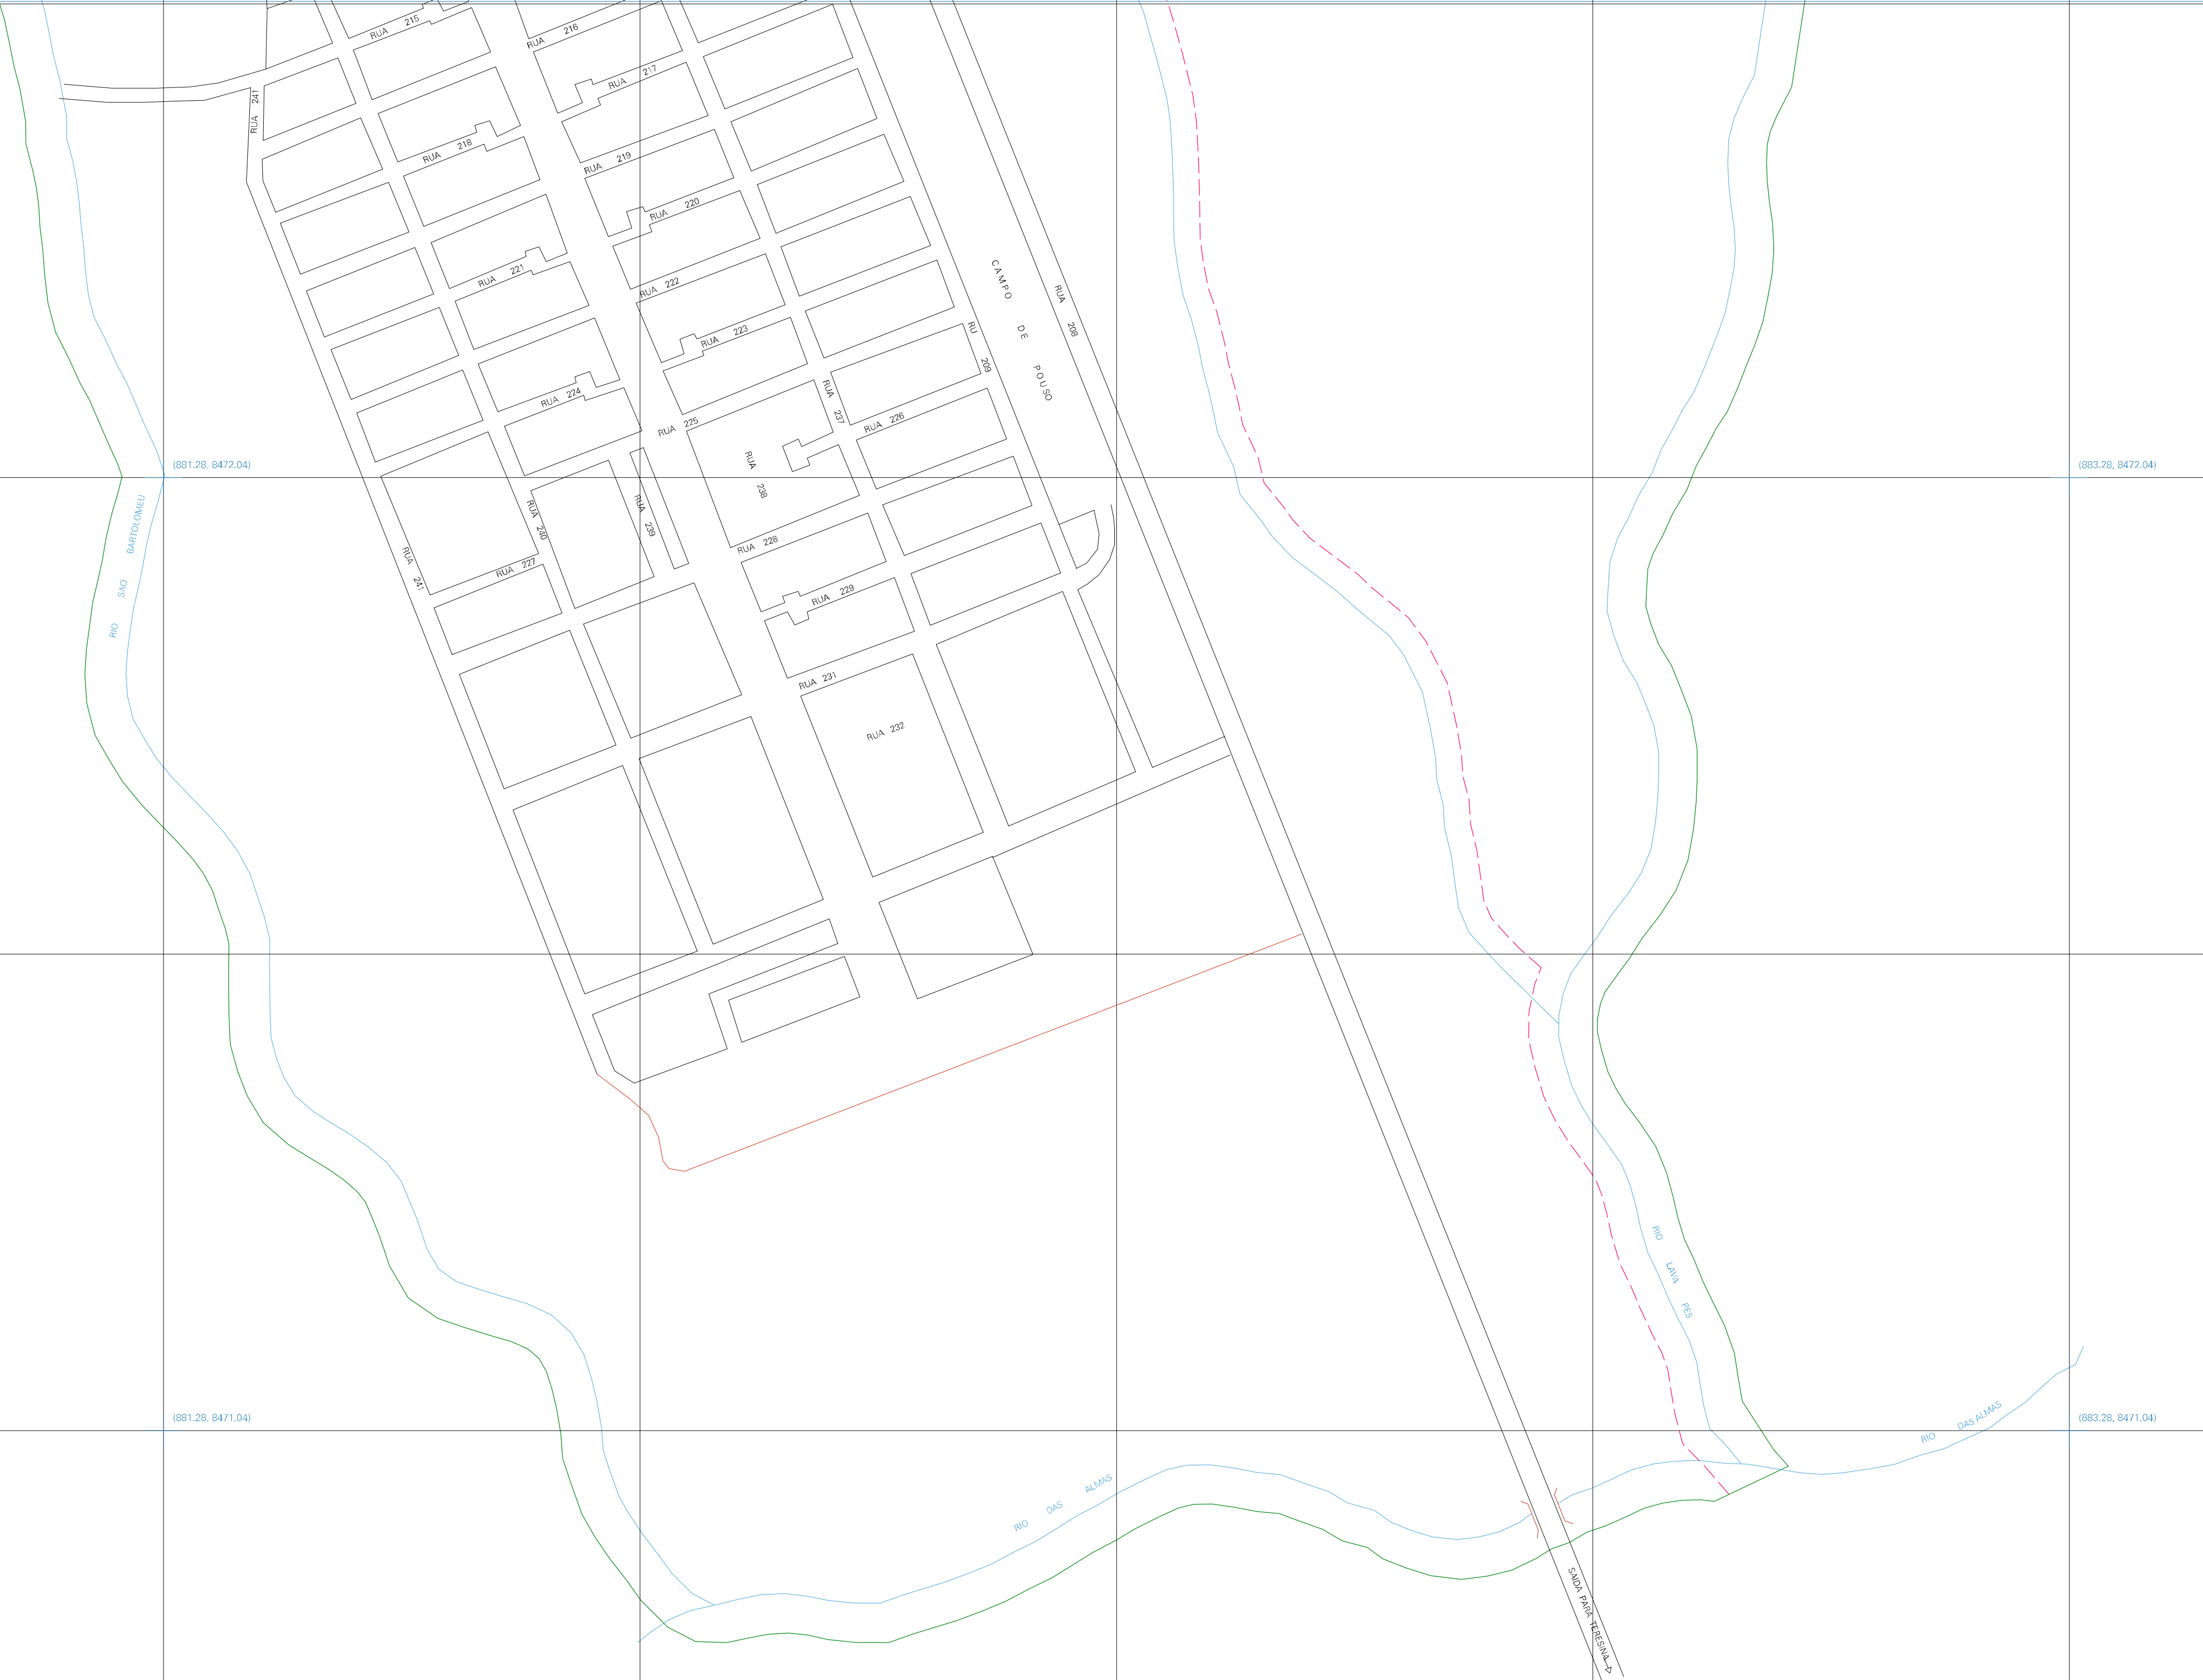 RUA 215
RUA 216
RUA 217
RUA 241
RUA 218
RUA 219
RUA 220
RUA 221
RUA 222
CAMPO DE POUSO
RUA 208
RUA 223
RU 209
RUA 224
RUA 237
RUA 225
RUA 226
(881.28, 8472.04)
(883.28, 8472.04)
RUA 238
RIO SAO BARTOLOMEU
RUA 240
RUA 239
RUA 228
RUA 241
RUA 227
RUA 229
RUA 231
RUA 232
RIO LAVA PES
(881.28, 8471.04)
(883.28, 8471.04)
RIO DAS ALMAS
RIO DAS ALMAS
SAIDA PARA TERESINA